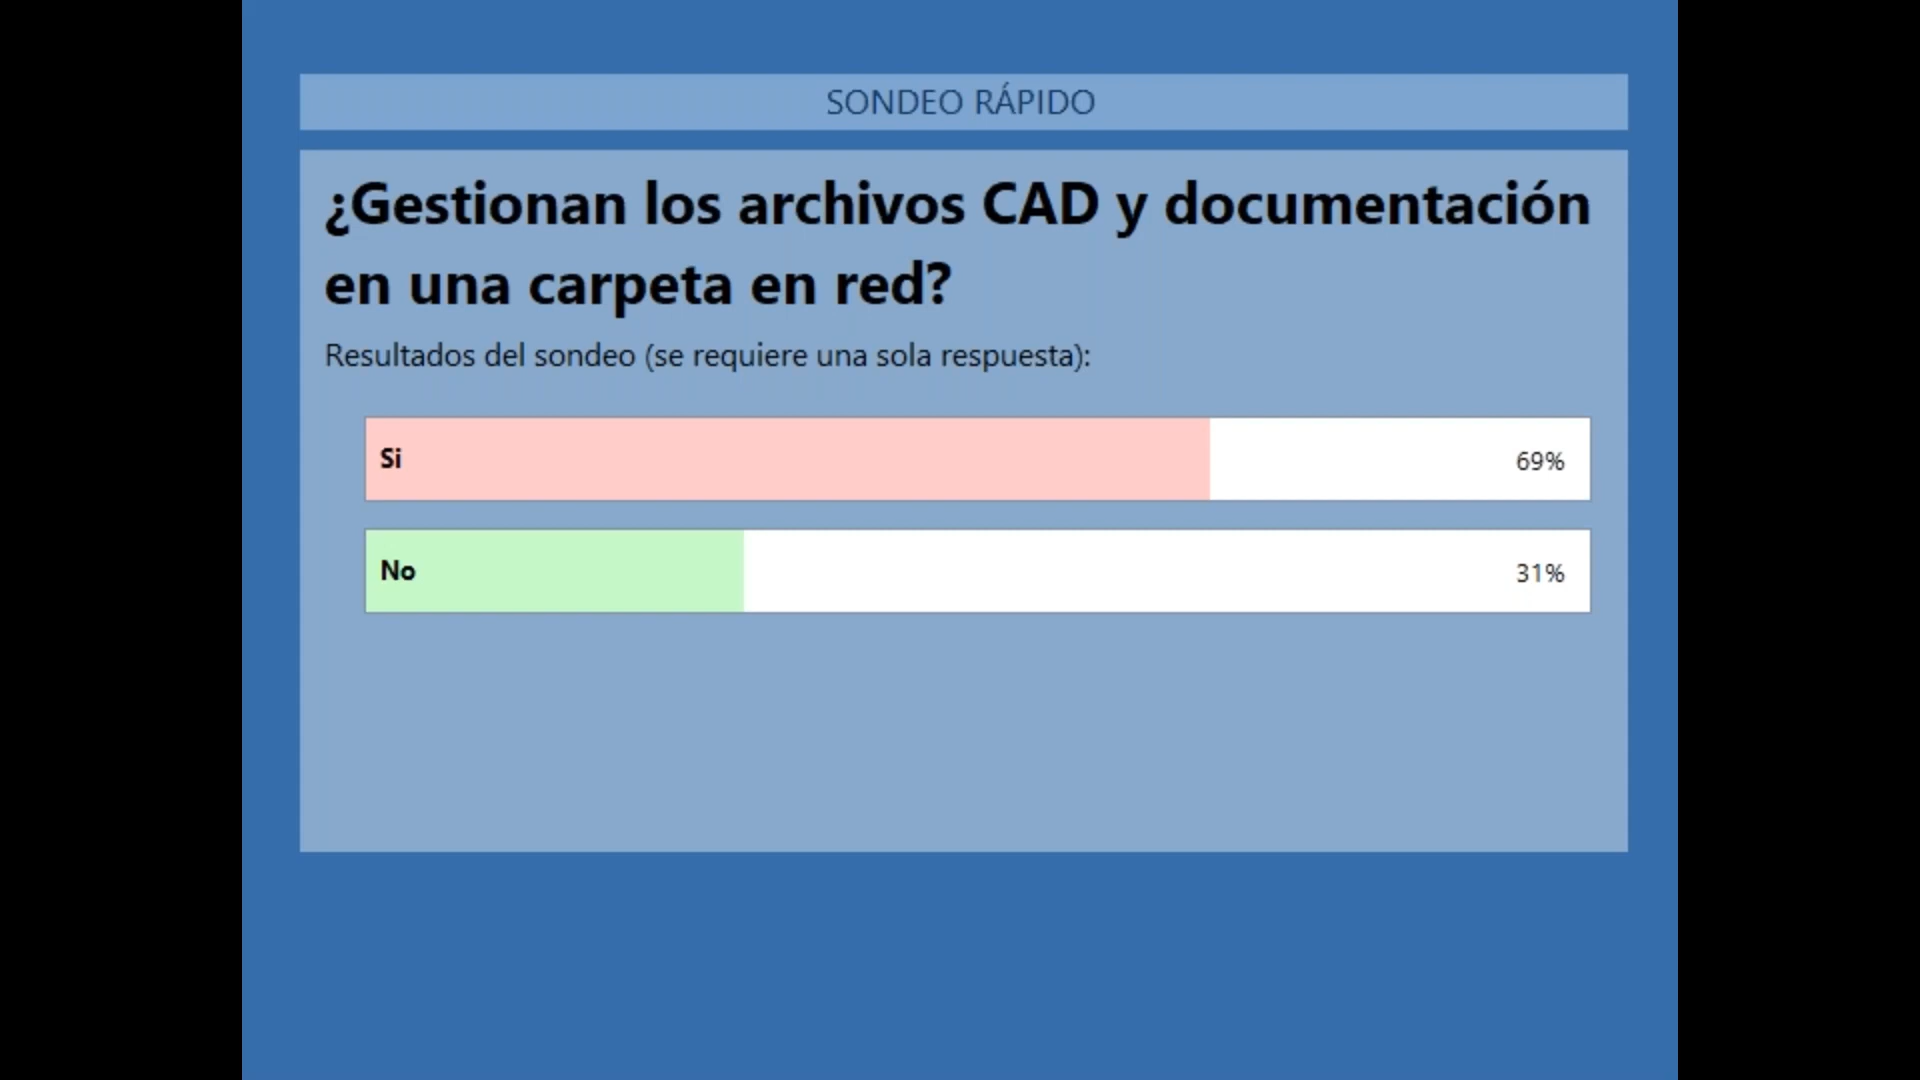 SONDEO RÁPIDO
¿Gestionan los archivos CAD y documentación
en una carpeta en red?
Resultados del sondeo (se requiere una sola respuesta):
Si
69%
No
31%